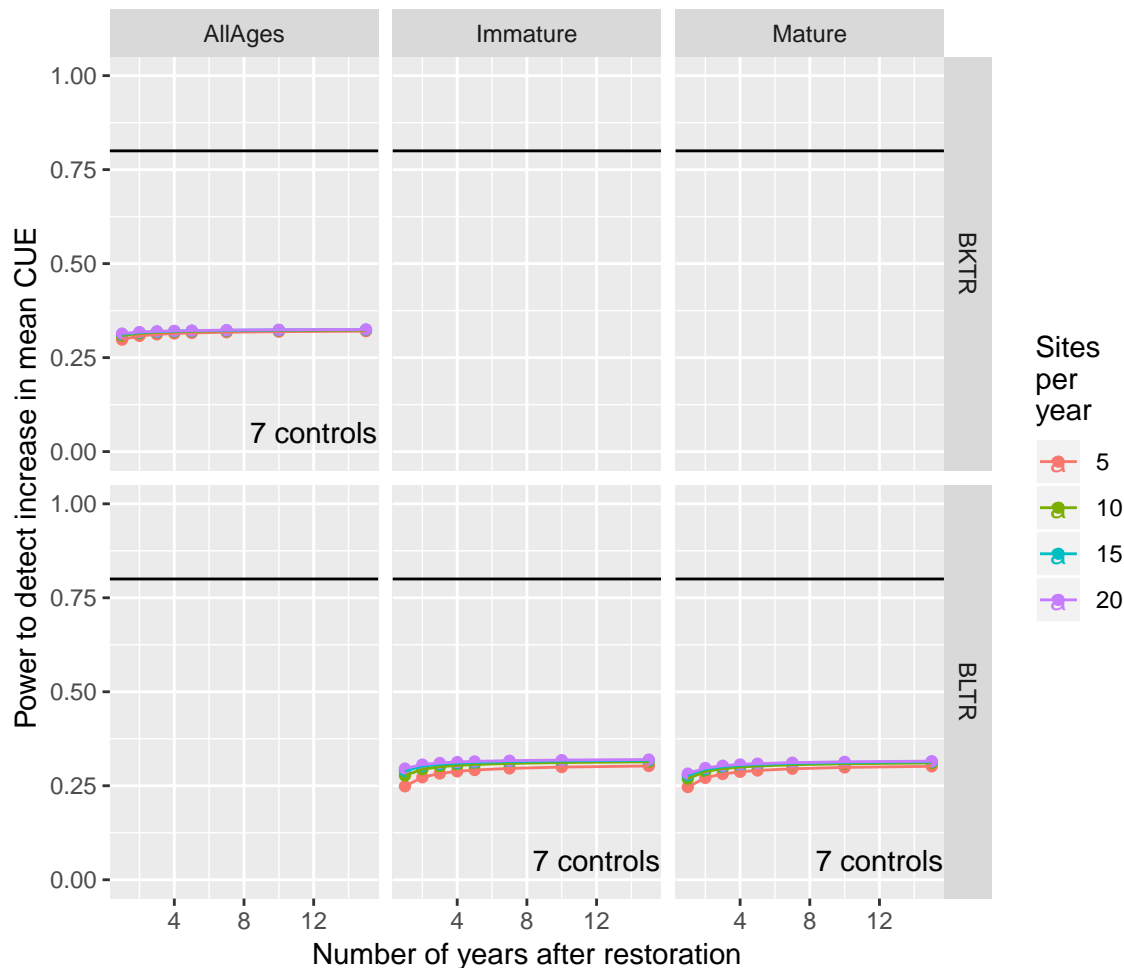 AllAges Immature Mature
1.00
0.75
0.50
0.25
0.00
7 controls
BKTR
1.00
0.75
0.50
0.25
0.00
7 controls 7 controls
BLTR
4 8 12 4 8 12 4 8 12
Number of years after restoration
Power to detect increase in mean CUE
Sites
per
year
a 5
a 10
a 15
a 20